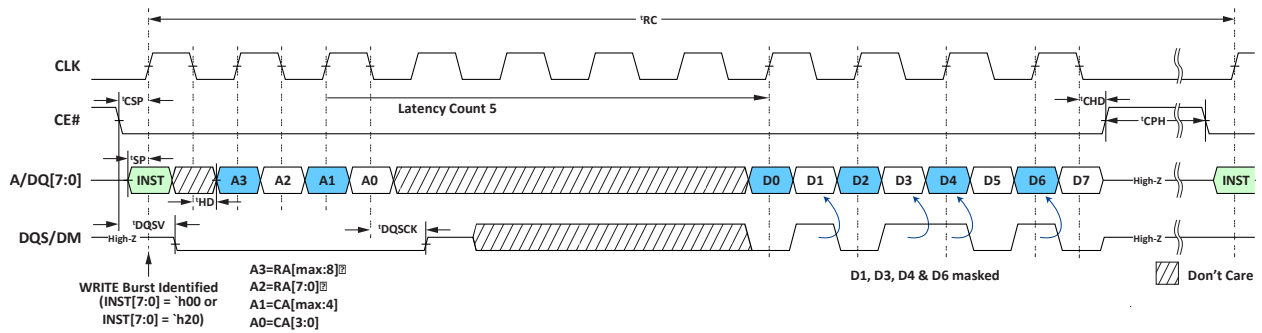 tRC
CLK
tCSP
Latency Count 5
tCHD
CE#
tCPH
tSP
A/DQ[7:0]
INST A3 A2 A1 A0 D0 D1 D2 D3 D4 D5 D6 D7 High-Z INST
tHD
tDQSV
tDQSCK
DQS/DM
High-Z
High-Z
WRITE Burst Identified
(INST[7:0] = `h00 or
INST[7:0] = `h20)
A3=RA[max:8]
A2=RA[7:0]
A1=CA[max:4]
A0=CA[3:0]
D1, D3, D4 & D6 masked
Don't Care